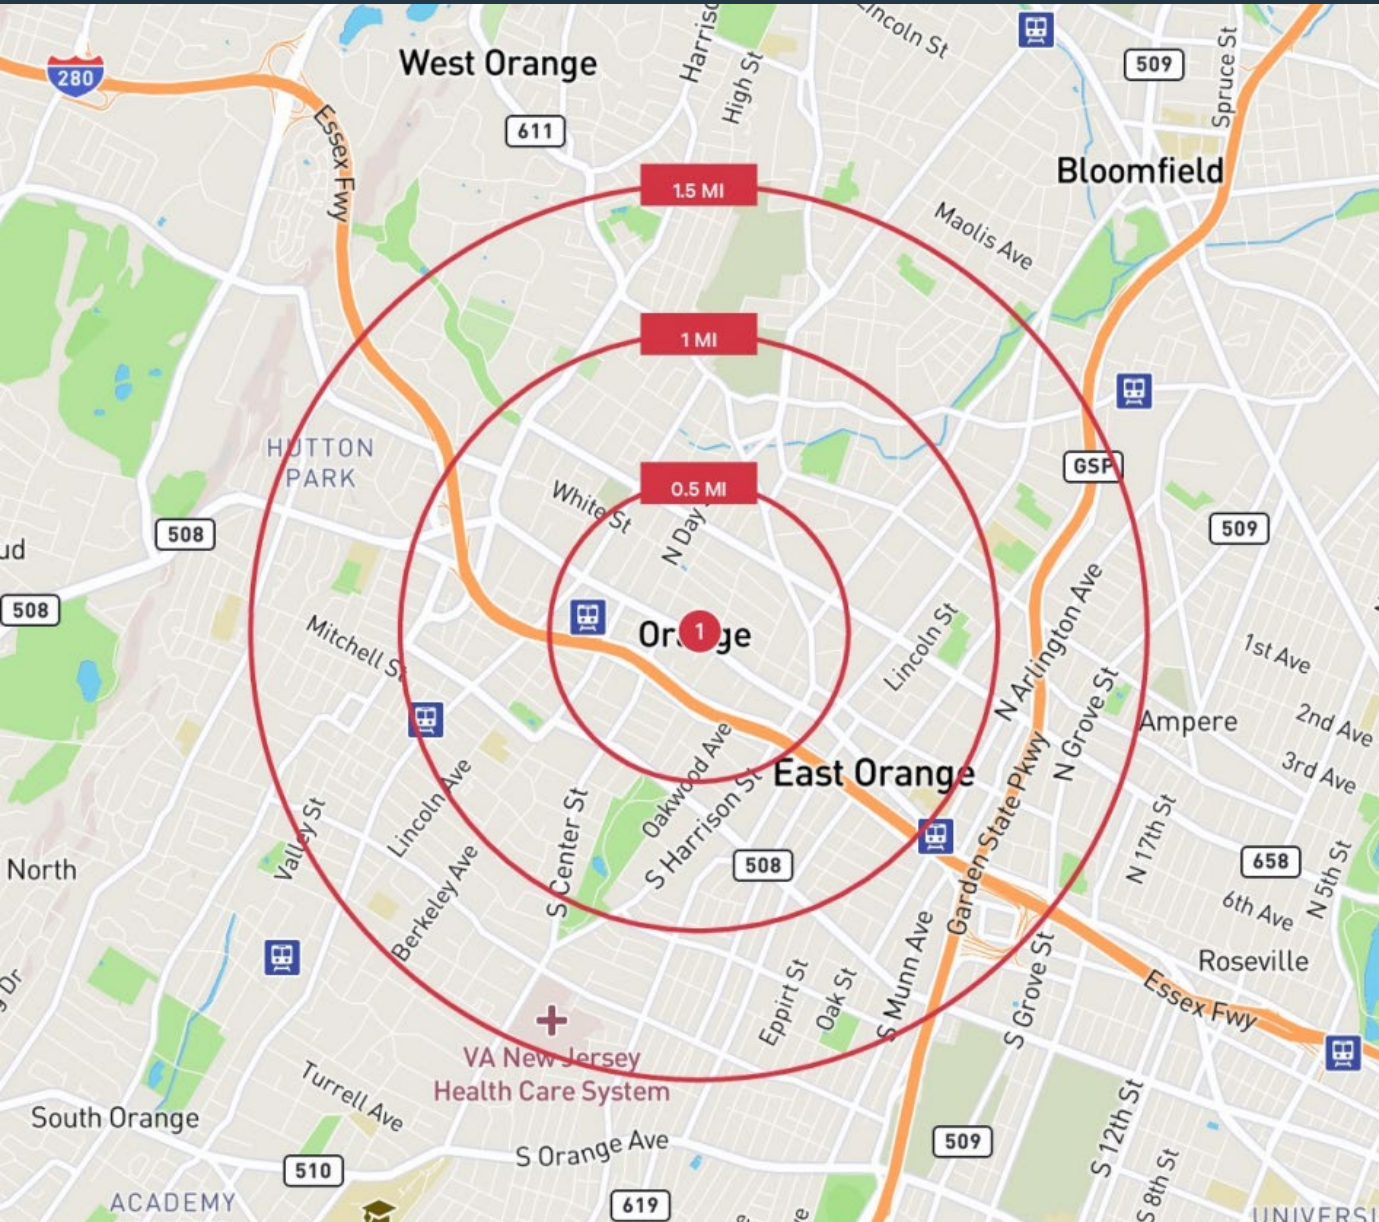 Lincoln St
Harris
280
West Orange
High St
509
Spruce St
611
Essex Fwy
Bloomfield
1.5 MI
Maolis Ave
1 MI
HUTTON
PARK
GSP
0.5 MI
White St
N Day
508
509
ud
508
N Arlington Ave
Lincoln St
Mitchell St
Orange
1
1st Ave
N Grove St
Ampere
2nd Ave
3rd Ave
Oakwood Ave
East Orange
Garden State Pkwy
Lincoln Ave
S Center St
S Harrison St
Valley St
508
N 17th St
658
North
N 5th St
Berkeley Ave
6th Ave
S Munn Ave
Roseville
S Grove St
Eppirt St
Oak St
g Dr
Essex Fwy
VA New Jersey
Health Care System
Turrell Ave
South Orange
S 12th St
S Orange Ave
509
510
S 8th St
ACADEMY
619
UNIVERSI